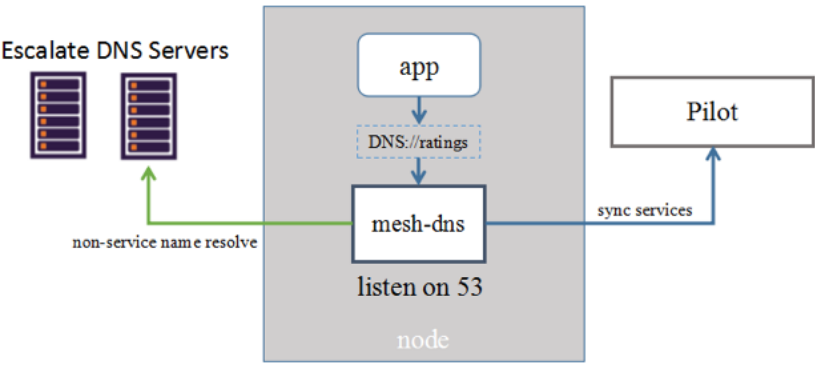 Escalate DNS Servers
app
DNS://ratings
Pilot
mesh-dns
sync services
non-service name resolve
listen on 53
node